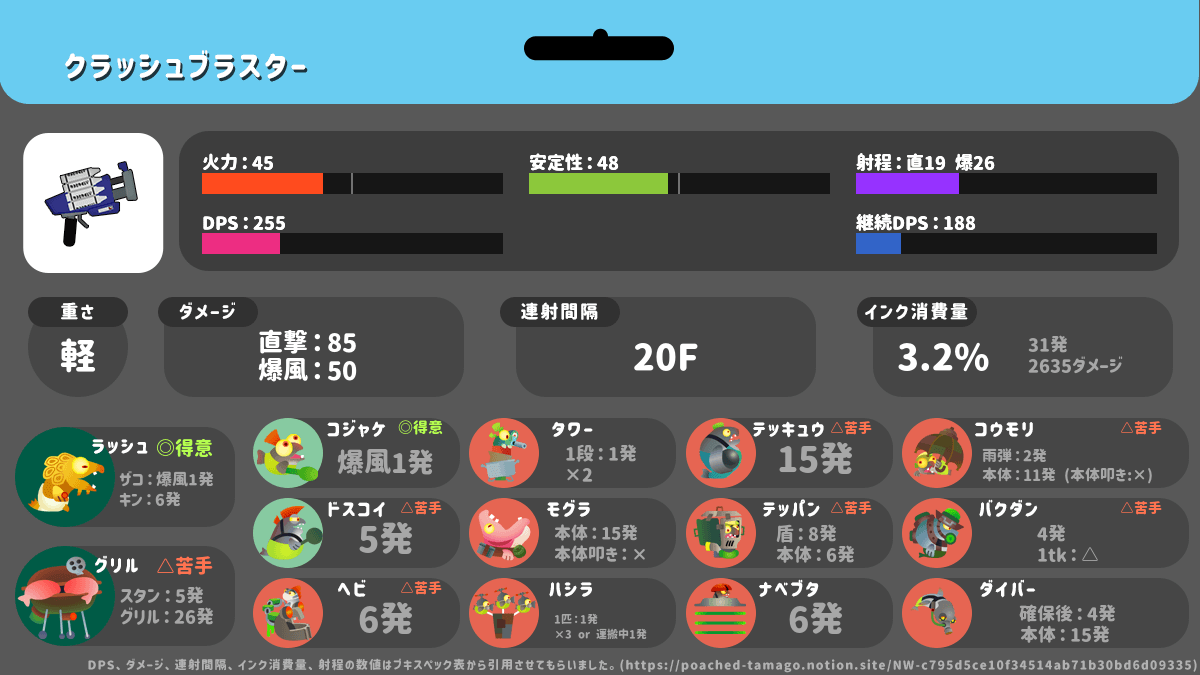 クラッシュブラスター
火力：45
安定性：48
射程：直19 爆26
DPS：255
継続DPS：188
重さ
軽
ダメージ
直撃：85
爆風：50
連射間隔
20F
インク消費量
3.2%
31発
2635ダメージ
ラッシュ ◎得意
ザコ：爆風1発
キン：6発
グリル △苦手
スタン：5発
グリル：26発
コジャケ ◎得意
爆風1発
タワー
1段：1発
×2
テッキュウ △苦手
15発
コウモリ △苦手
雨弾：2発
本体：11発 (本体叩き：×)
ドスコイ △苦手
5発
モグラ
本体：15発
本体叩き：×
テッパン △苦手
盾：8発
本体：6発
バクダン △苦手
4発
1tk：△
ヘビ △苦手
6発
ハシラ
1匹：1発
×3 or 運搬中1発
ナベブタ
6発
ダイバー
確保後：4発
本体：15発
DPS、ダメージ、連射間隔、インク消費量、射程の数値はブキスペック表から引用させてもらいました。(https://poached-tamago.notion.site/NW-c795d5ce10f34514ab71b30bd6d09335)